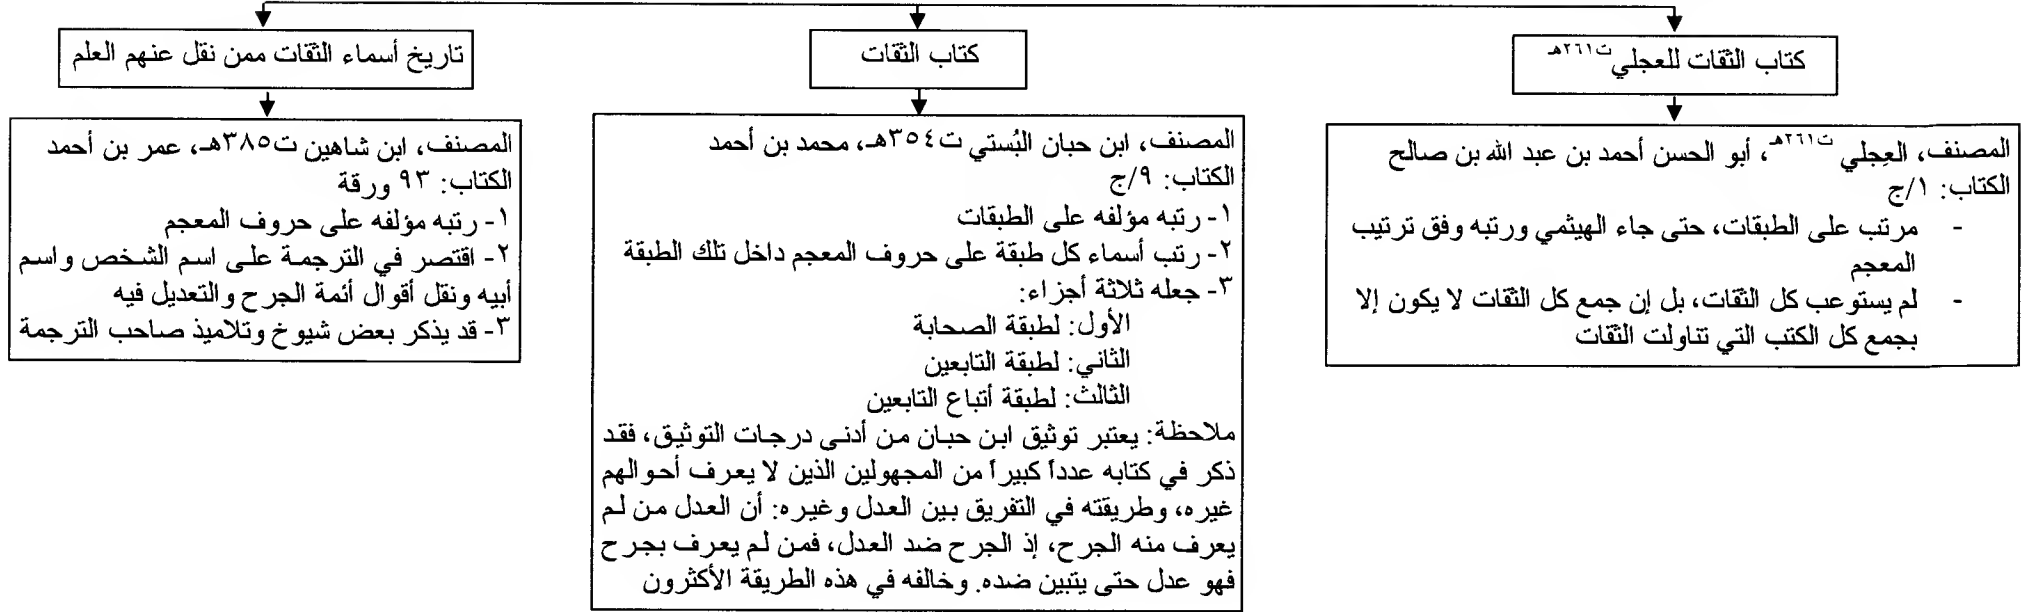 كتاب الثقات للعجلي ت٢٦١هـ
المصنف، العِجلي ت٢٦١هـ، أبو الحسن أحمد بن عبد الله بن صالح
الكتاب: ١/ج
- مرتب على الطبقات، حتى جاء الهيثمي ورتبه وفق ترتيب
المعجم
- لم يستوعب كل الثقات، بل إن جمع كل الثقات لا يكون إلا
بجمع كل الكتب التي تناولت الثقات
كتاب الثقات
المصنف، ابن حبان البُستي ت٣٥٤هـ، محمد بن أحمد
الكتاب: ٩/ج
١- رتبه مؤلفه على الطبقات
٢- رتب أسماء كل طبقة على حروف المعجم داخل تلك الطبقة
٣- جعله ثلاثة أجزاء:
الأول: لطبقة الصحابة
الثاني: لطبقة التابعين
الثالث: لطبقة أتباع التابعين
ملاحظة: يعتبر توثيق ابن حبان من أدنى درجات التوثيق، فقد
ذكر في كتابه عدداً كبيراً من المجهولين الذين لا يعرف أحوالهم
غيره، وطريقته في التفريق بين العدل وغيره: أن العدل من لم
يعرف منه الجرح، إذ الجرح ضد العدل، فمن لم يعرف بجرح
فهو عدل حتى يتبين ضده. وخالفه في هذه الطريقة الأكثرون
تاريخ أسماء الثقات ممن نقل عنهم العلم
المصنف، ابن شاهين ت٣٨٥هـ، عمر بن أحمد
الكتاب: ٩٣ ورقة
١- رتبه مؤلفه على حروف المعجم
٢- اقتصر في الترجمة على اسم الشخص واسم
أبيه ونقل أقوال أئمة الجرح والتعديل فيه
٣- قد يذكر بعض شيوخ وتلاميذ صاحب الترجمة